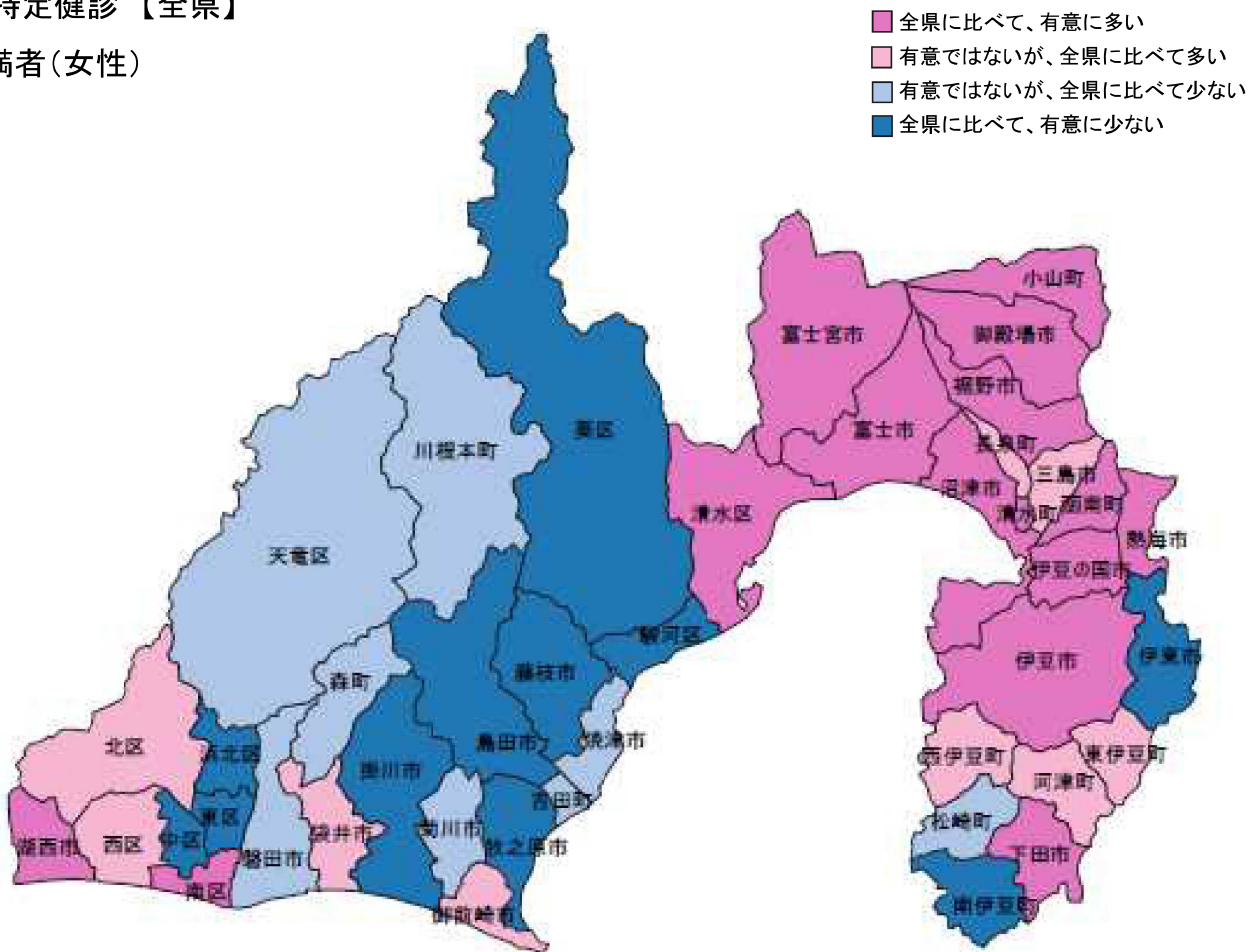 特定健診 【全県】
満者（女性）
全県に比べて、有意に多い
有意ではないが、全県に比べて多い
有意ではないが、全県に比べて少ない
全県に比べて、有意に少ない
小山町
富士宮市
御殿場市
裾野市
富士市
葵区
川根本町
長泉町
三島市
沼津市
函南町
清水町
清水区
熱海市
天竜区
伊豆の国市
駿河区
伊豆市
伊東市
藤枝市
森町
島田市
焼津市
北区
浜北区
掛川市
西伊豆町
東伊豆町
河津町
吉田町
東区
松崎町
菊川市
袋井市
中区
西区
湖西市
磐田市
牧之原市
下田市
南区
御前崎市
南伊豆町